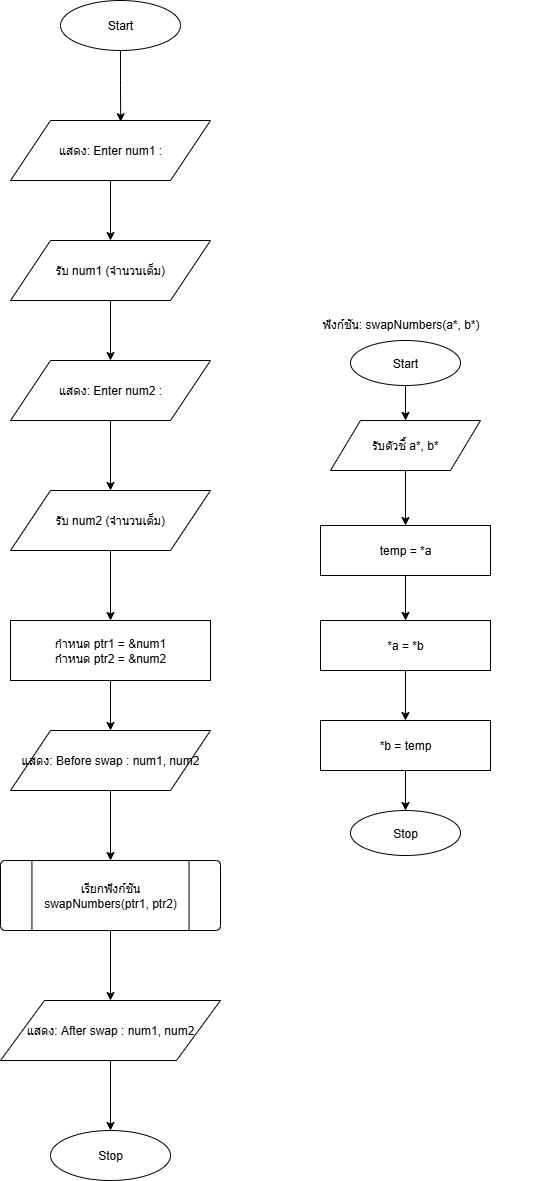 Start
แสดง: Enter num1 :
รับ num1 (จำนวนเต็ม)
แสดง: Enter num2 :
รับ num2 (จำนวนเต็ม)
กำหนด ptr1 = &num1
กำหนด ptr2 = &num2
แสดง: Before swap : num1, num2
เรียกฟังก์ชัน
swapNumbers(ptr1, ptr2)
แสดง: After swap : num1, num2
Stop
ฟังก์ชัน: swapNumbers(a*, b*)
Start
รับตัวชี้ a*, b*
temp = *a
*a = *b
*b = temp
Stop